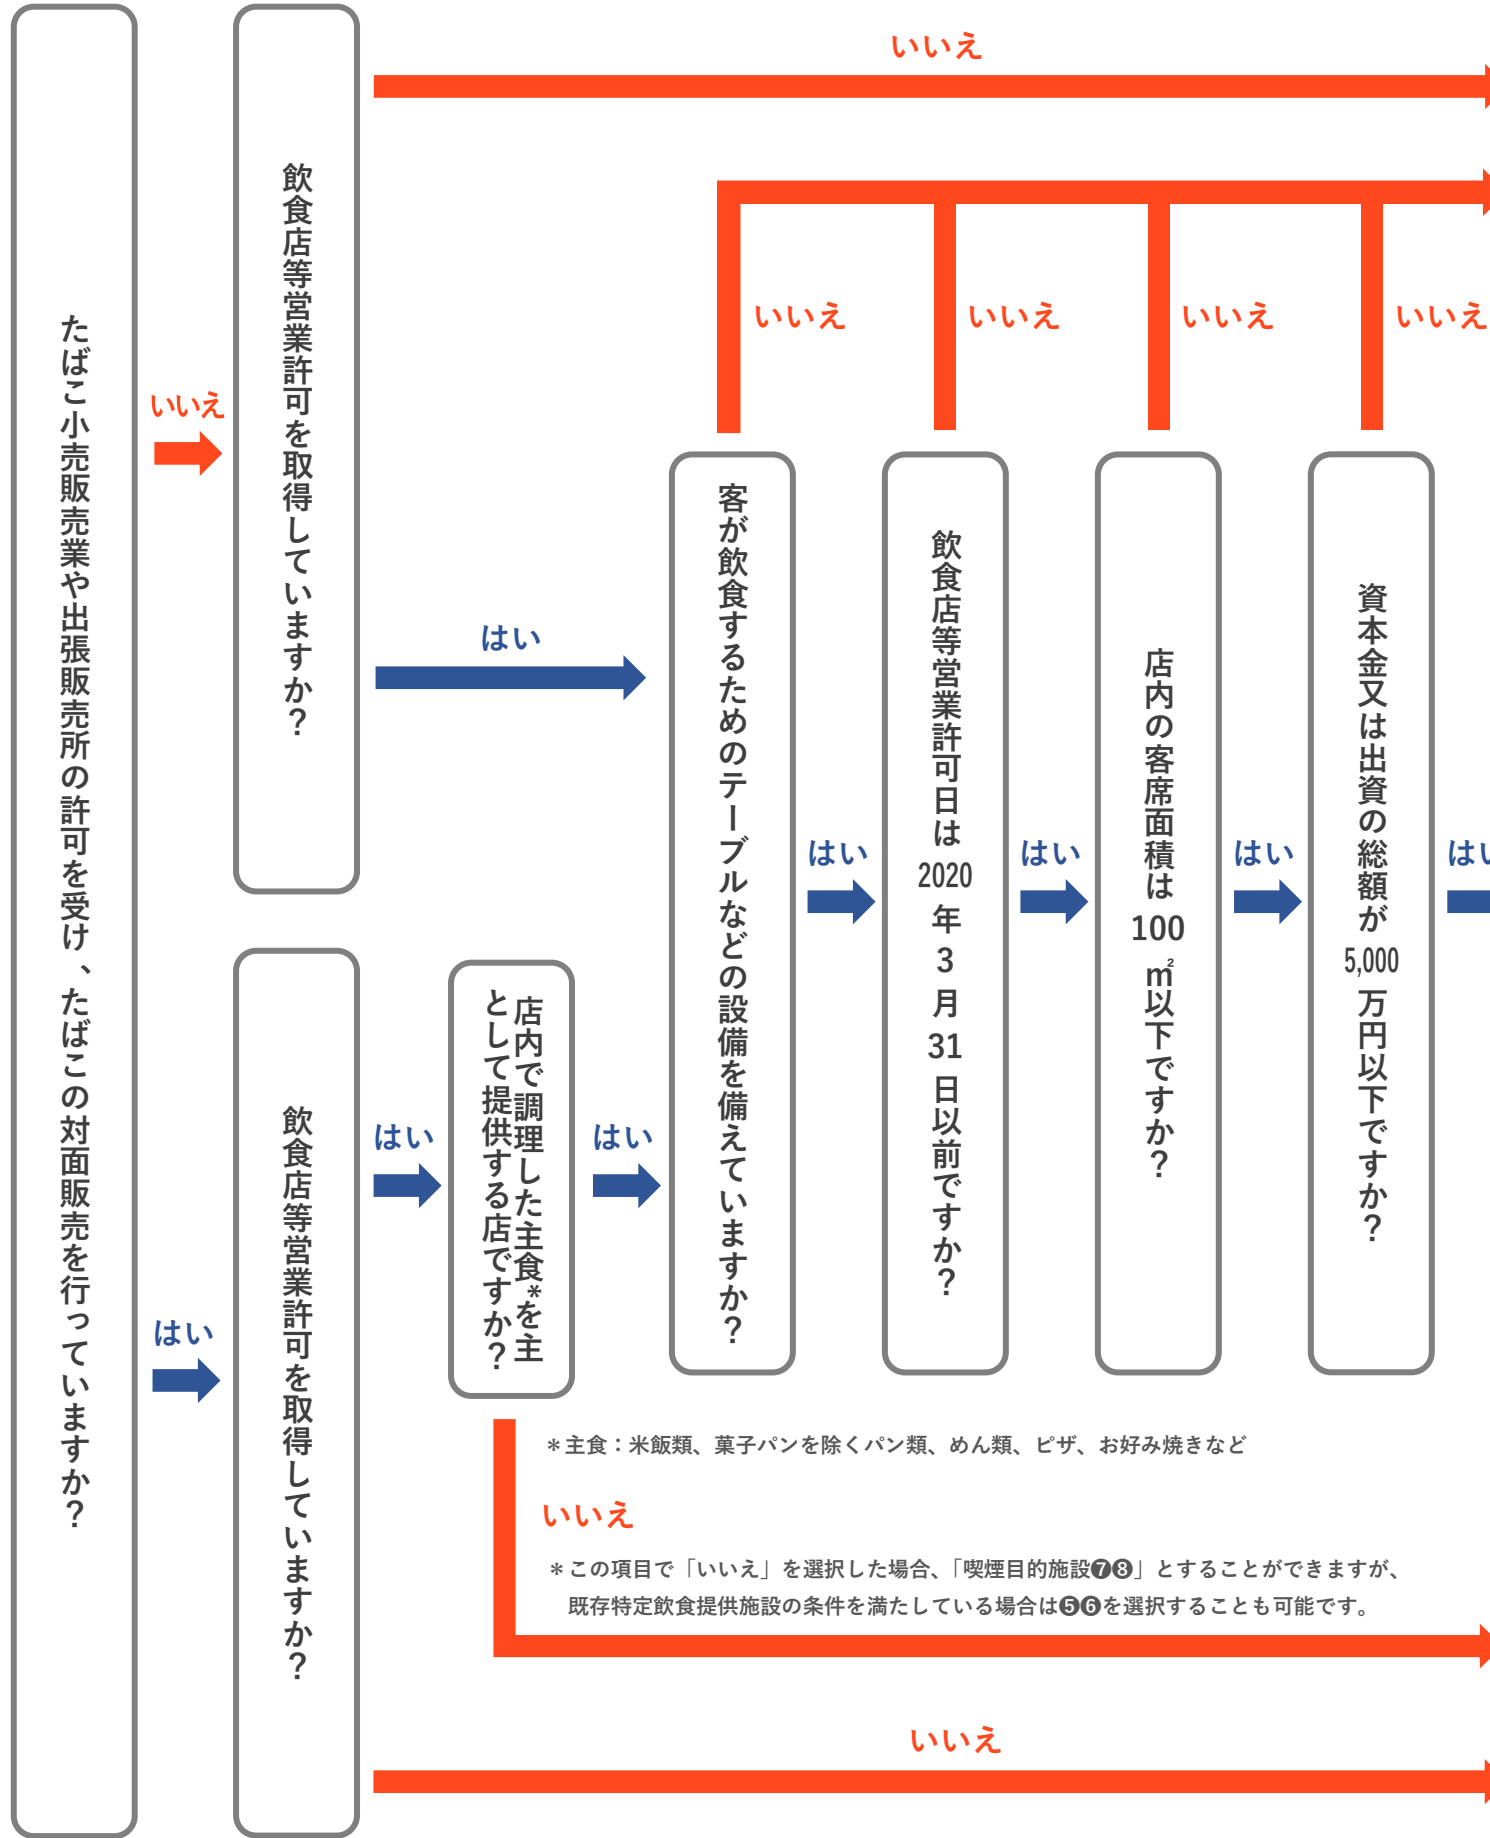 たばこ小売販売業や出張販売所の許可を受け、たばこの対面販売を行っていますか？
いいえ
はい
飲食店等営業許可を取得していますか？
いいえ
はい
飲食店等営業許可を取得していますか？
はい
いいえ
店内で調理した主食*を主
として提供する店ですか？
はい
いいえ
客が飲食するためのテーブルなどの設備を備えていますか？
いいえ
はい
飲食店等営業許可日は2020年3月31日以前ですか？
いいえ
はい
店内の客席面積は100㎡以下ですか？
いいえ
はい
資本金又は出資の総額が5,000万円以下ですか？
いいえ
はい
＊主食：米飯類、菓子パンを除くパン類、めん類、ピザ、お好み焼きなど
＊この項目で「いいえ」を選択した場合、「喫煙目的施設❼❽」とすることができますが、
既存特定飲食提供施設の条件を満たしている場合は❺❻を選択することも可能です。